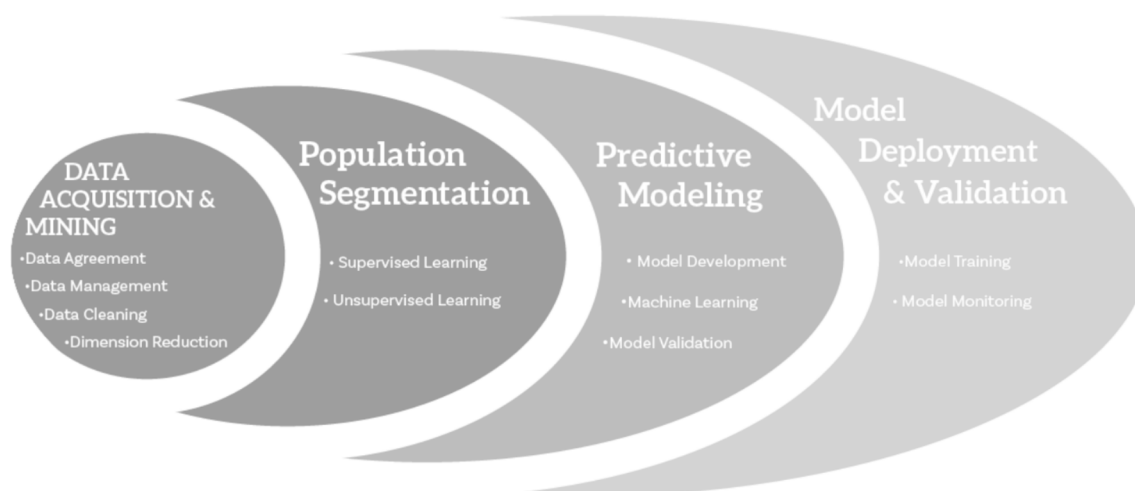 DATA
ACQUISITION &
MINING
•Data Agreement
•Data Management
•Data Cleaning
•Dimension Reduction
Population
Segmentation
• Supervised Learning
• Unsupervised Learning
Predictive
Modeling
• Model Development
• Machine Learning
•Model Validation
Model
Deployment
& Validation
•Model Training
• Model Monitoring